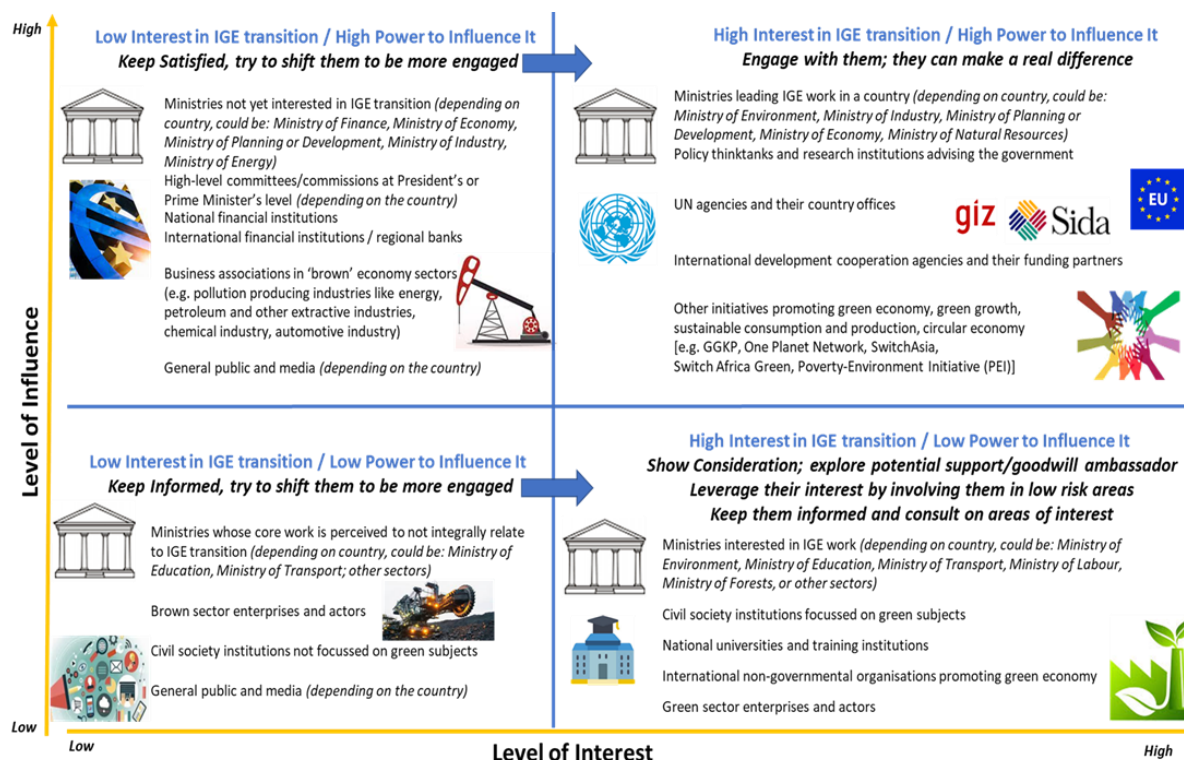 High
Level of Influence
Low
Low Interest in IGE transition / High Power to Influence It
Keep Satisfied, try to shift them to be more engaged
Ministries not yet interested in IGE transition (depending on
country, could be: Ministry of Finance, Ministry of Economy,
Ministry of Planning or Development, Ministry of Industry,
Ministry of Energy)
High-level committees/commissions at President's or
Prime Minister's level (depending on the country)
National financial institutions
International financial institutions / regional banks
Business associations in 'brown' economy sectors
(e.g. pollution producing industries like energy,
petroleum and other extractive industries,
chemical industry, automotive industry)
General public and media (depending on the country)
High Interest in IGE transition / High Power to Influence It
Engage with them; they can make a real difference
Ministries leading IGE work in a country (depending on country, could be:
Ministry of Environment, Ministry of Industry, Ministry of Planning or
Development, Ministry of Economy, Ministry of Natural Resources)
Policy thinktanks and research institutions advising the government
UN agencies and their country offices
giz
Sida
EU
International development cooperation agencies and their funding partners
Other initiatives promoting green economy, green growth,
sustainable consumption and production, circular economy
[e.g. GGKP, One Planet Network, SwitchAsia,
Switch Africa Green, Poverty-Environment Initiative (PEI)]
Low Interest in IGE transition / Low Power to Influence It
Keep Informed, try to shift them to be more engaged
Ministries whose core work is perceived to not integrally relate
to IGE transition (depending on country, could be: Ministry of
Education, Ministry of Transport; other sectors)
Brown sector enterprises and actors
Civil society institutions not focussed on green subjects
General public and media (depending on the country)
High Interest in IGE transition / Low Power to Influence It
Show Consideration; explore potential support/goodwill ambassador
Leverage their interest by involving them in low risk areas
Keep them informed and consult on areas of interest
Ministries interested in IGE work (depending on country, could be: Ministry of
Environment, Ministry of Education, Ministry of Transport, Ministry of Labour,
Ministry of Forests, or other sectors)
Civil society institutions focussed on green subjects
National universities and training institutions
International non-governmental organisations promoting green economy
Green sector enterprises and actors
Low
Level of Interest
High